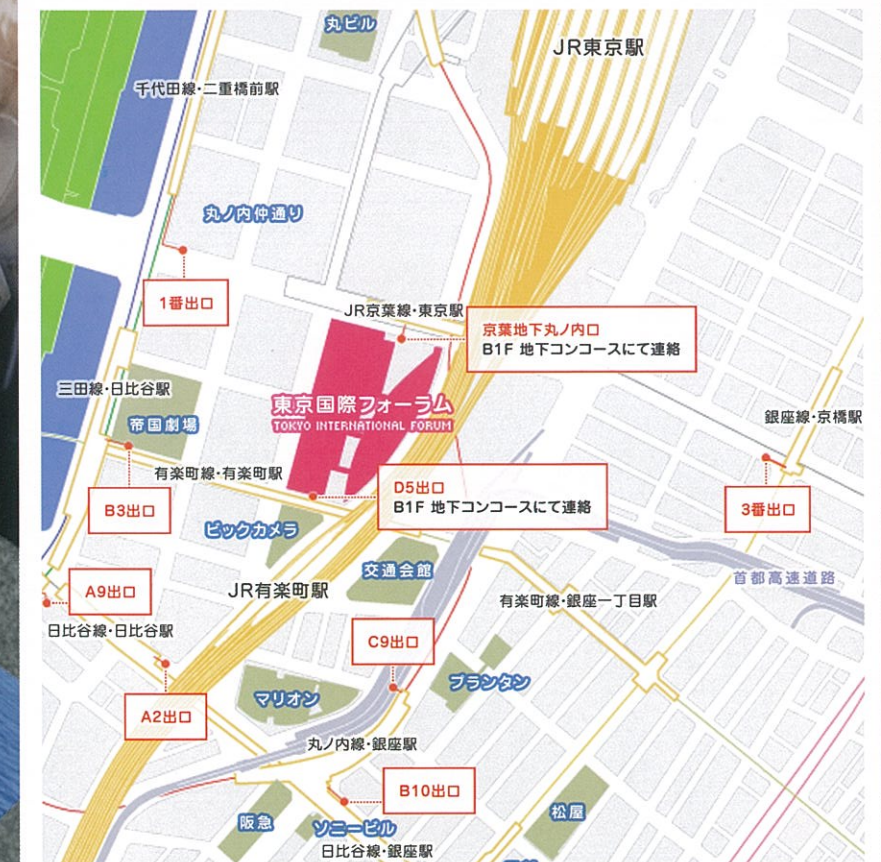 丸ビル
JR東京駅
千代田線・二重橋前駅
丸ノ内仲通り
1番出口
JR京葉線・東京駅
京葉地下丸ノ内口
B1F 地下コンコースにて連絡
三田線・日比谷駅
帝国劇場
東京国際フォーラム
TOKYO INTERNATIONAL FORUM
銀座線・京橋駅
有楽町線・有楽町駅
D5出口
B1F 地下コンコースにて連絡
B3出口
3番出口
ビックカメラ
交通会館
首都高速道路
A9出口
JR有楽町駅
有楽町線・銀座一丁目駅
日比谷線・日比谷駅
C9出口
プランタン
マリオン
A2出口
丸ノ内線・銀座駅
B10出口
阪急
ソニービル
松屋
日比谷線・銀座駅